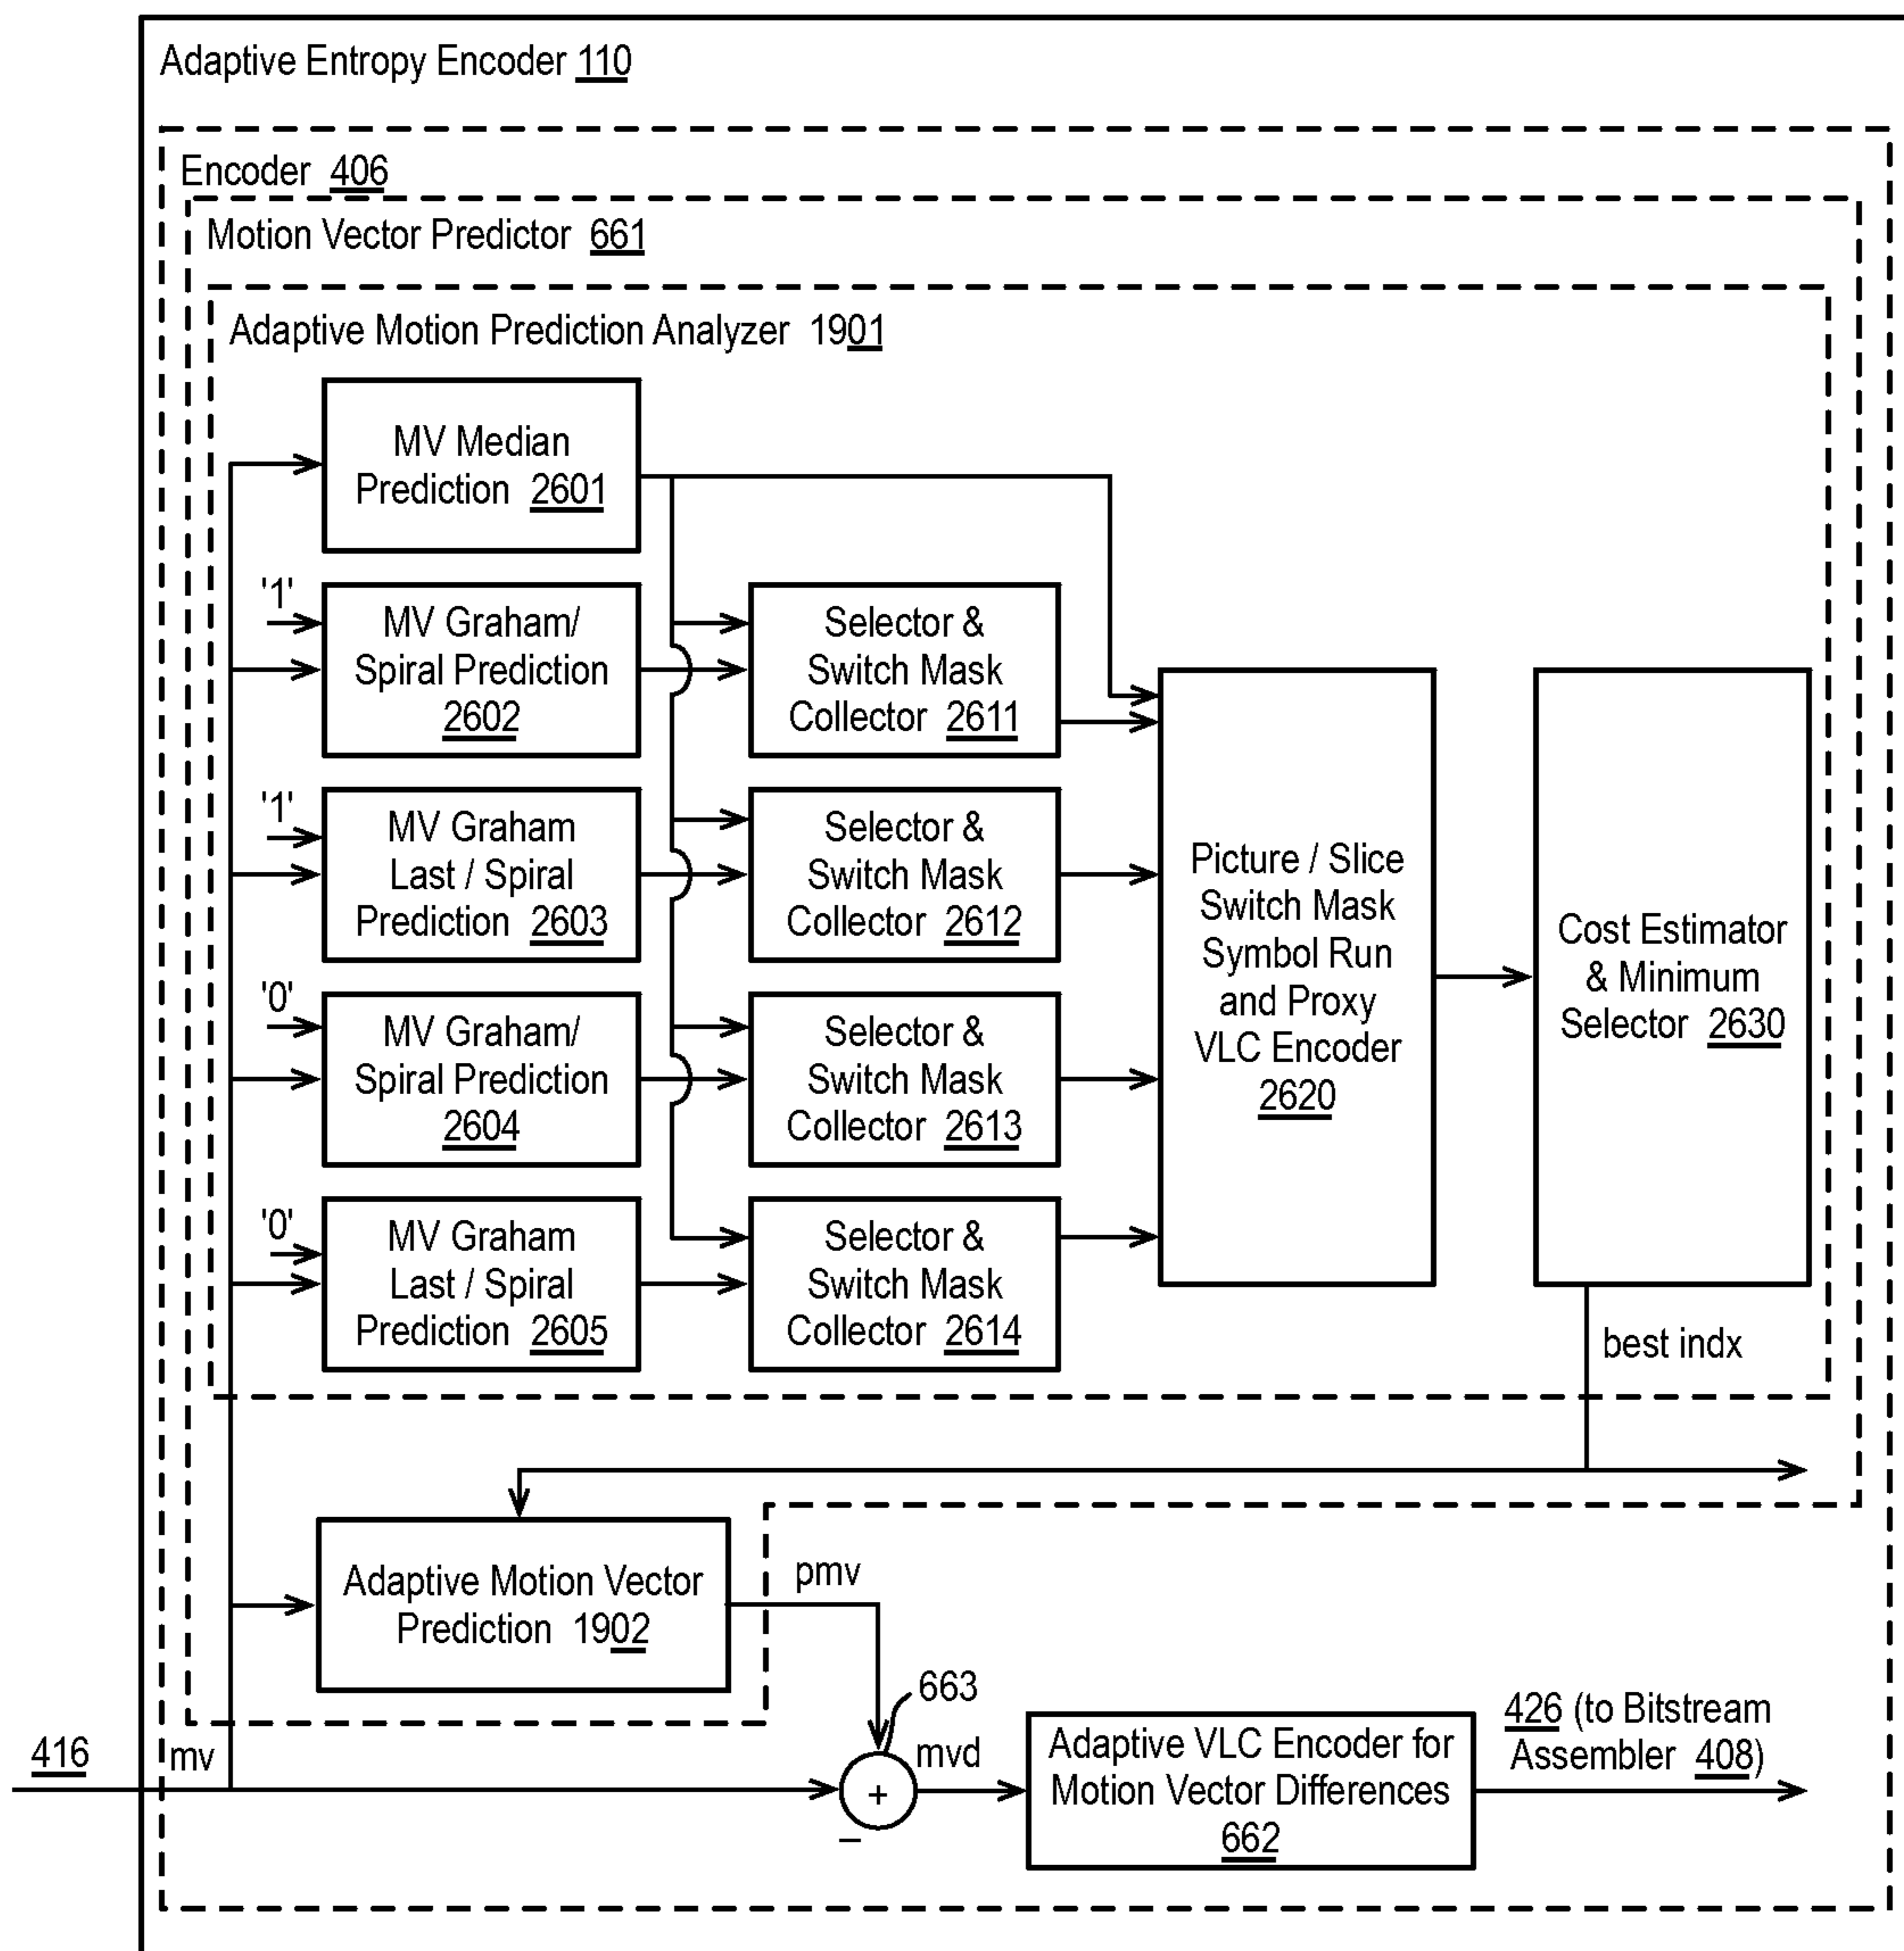 Adaptive Entropy Encoder 110
Encoder 406
Motion Vector Predictor 661
Adaptive Motion Prediction Analyzer 1901
MV Median
Prediction 2601
'1'
MV Graham/
Spiral Prediction
2602
Selector &
Switch Mask
Collector 2611
'1'
MV Graham
Last / Spiral
Prediction 2603
Selector &
Switch Mask
Collector 2612
'0'
MV Graham/
Spiral Prediction
2604
Selector &
Switch Mask
Collector 2613
'0'
MV Graham
Last / Spiral
Prediction 2605
Selector &
Switch Mask
Collector 2614
Picture / Slice
Switch Mask
Symbol Run
and Proxy
VLC Encoder
2620
Cost Estimator
& Minimum
Selector 2630
best indx
Adaptive Motion Vector
Prediction 1902
pmv
663
416
mv
+
−
mvd
Adaptive VLC Encoder for
Motion Vector Differences
662
426 (to Bitstream
Assembler 408)